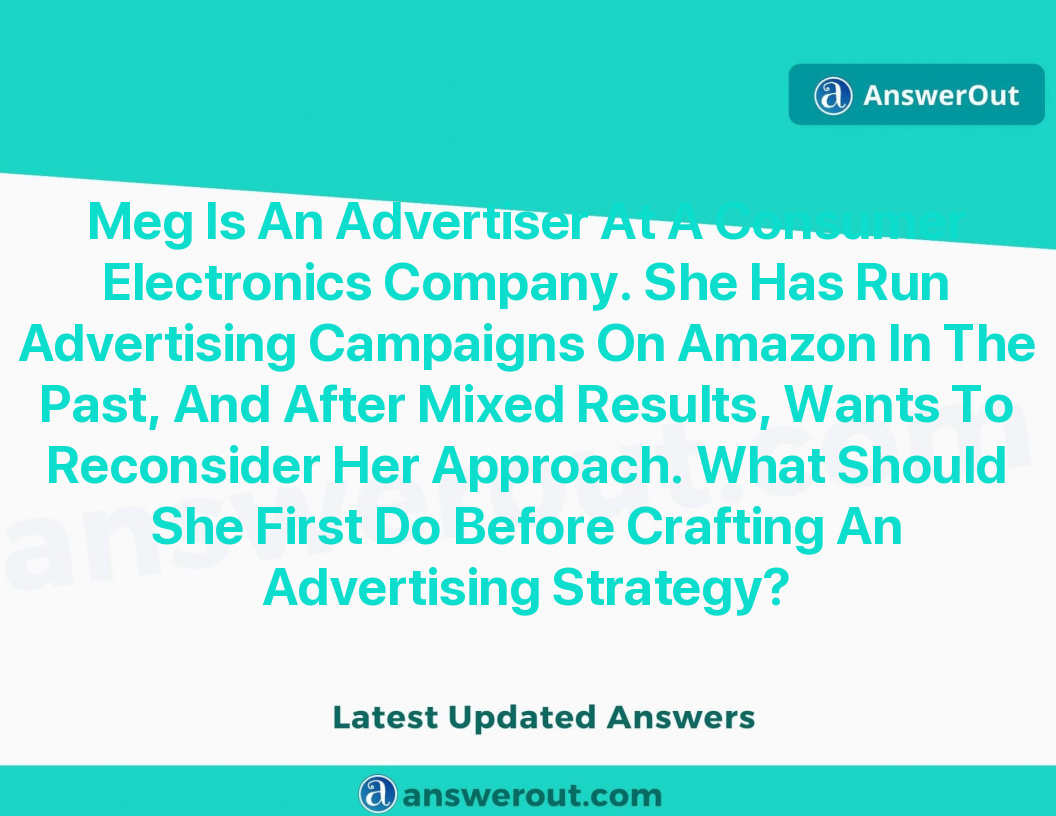 AnswerOut
Meg Is An Advertiser At A Consumer
Electronics Company. She Has Run
Advertising Campaigns On Amazon In The
Past, And After Mixed Results, Wants To
Reconsider Her Approach. What Should
She First Do Before Crafting An
Advertising Strategy?
answerout.com
Latest Updated Answers
answerout.com